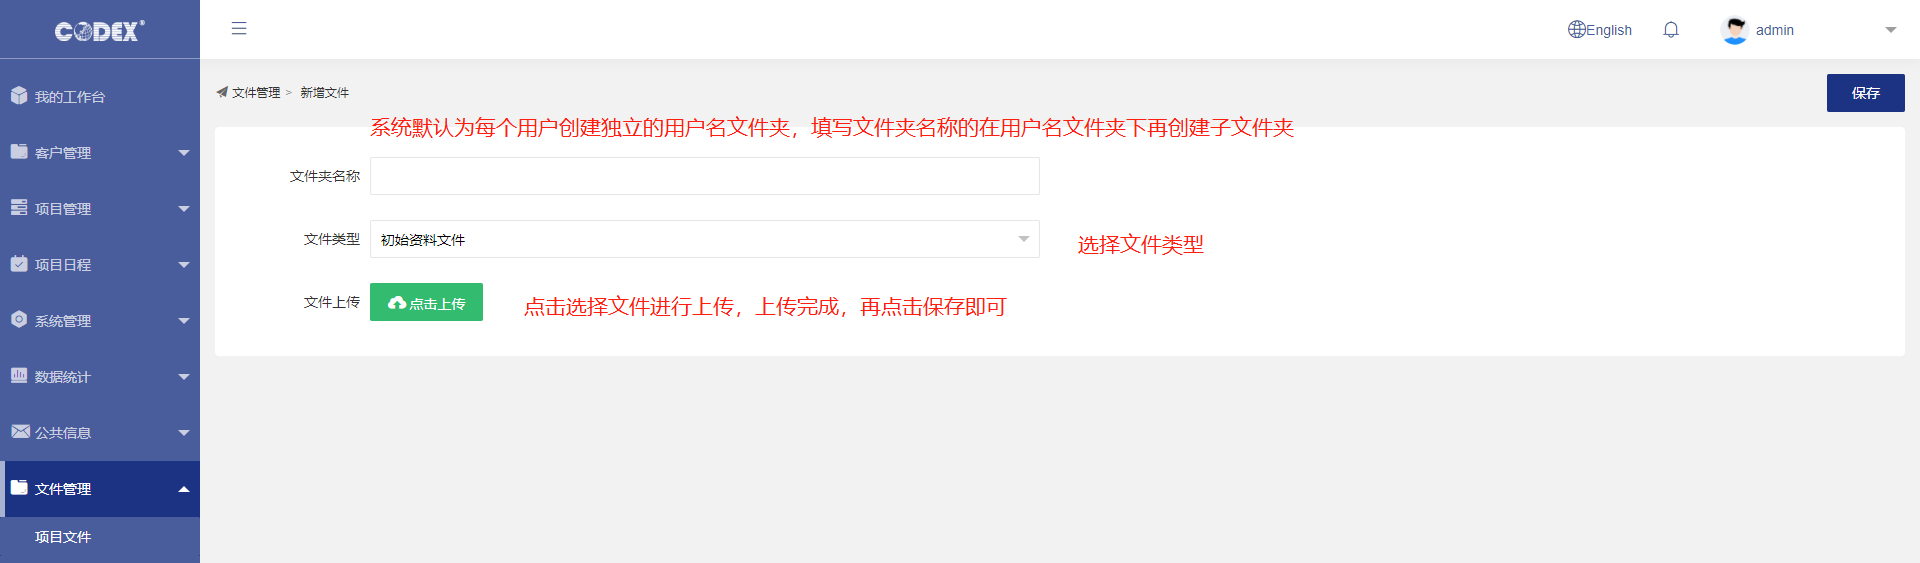 CODEX®
English
admin
我的工作台
客户管理
项目管理
项目日程
系统管理
数据统计
公共信息
文件管理
项目文件
文件管理 > 新增文件
保存
系统默认为每个用户创建独立的用户名文件夹，填写文件夹名称的在用户名文件夹下再创建子文件夹
文件夹名称
文件类型 初始资料文件 选择文件类型
文件上传 点击上传 点击选择文件进行上传，上传完成，再点击保存即可